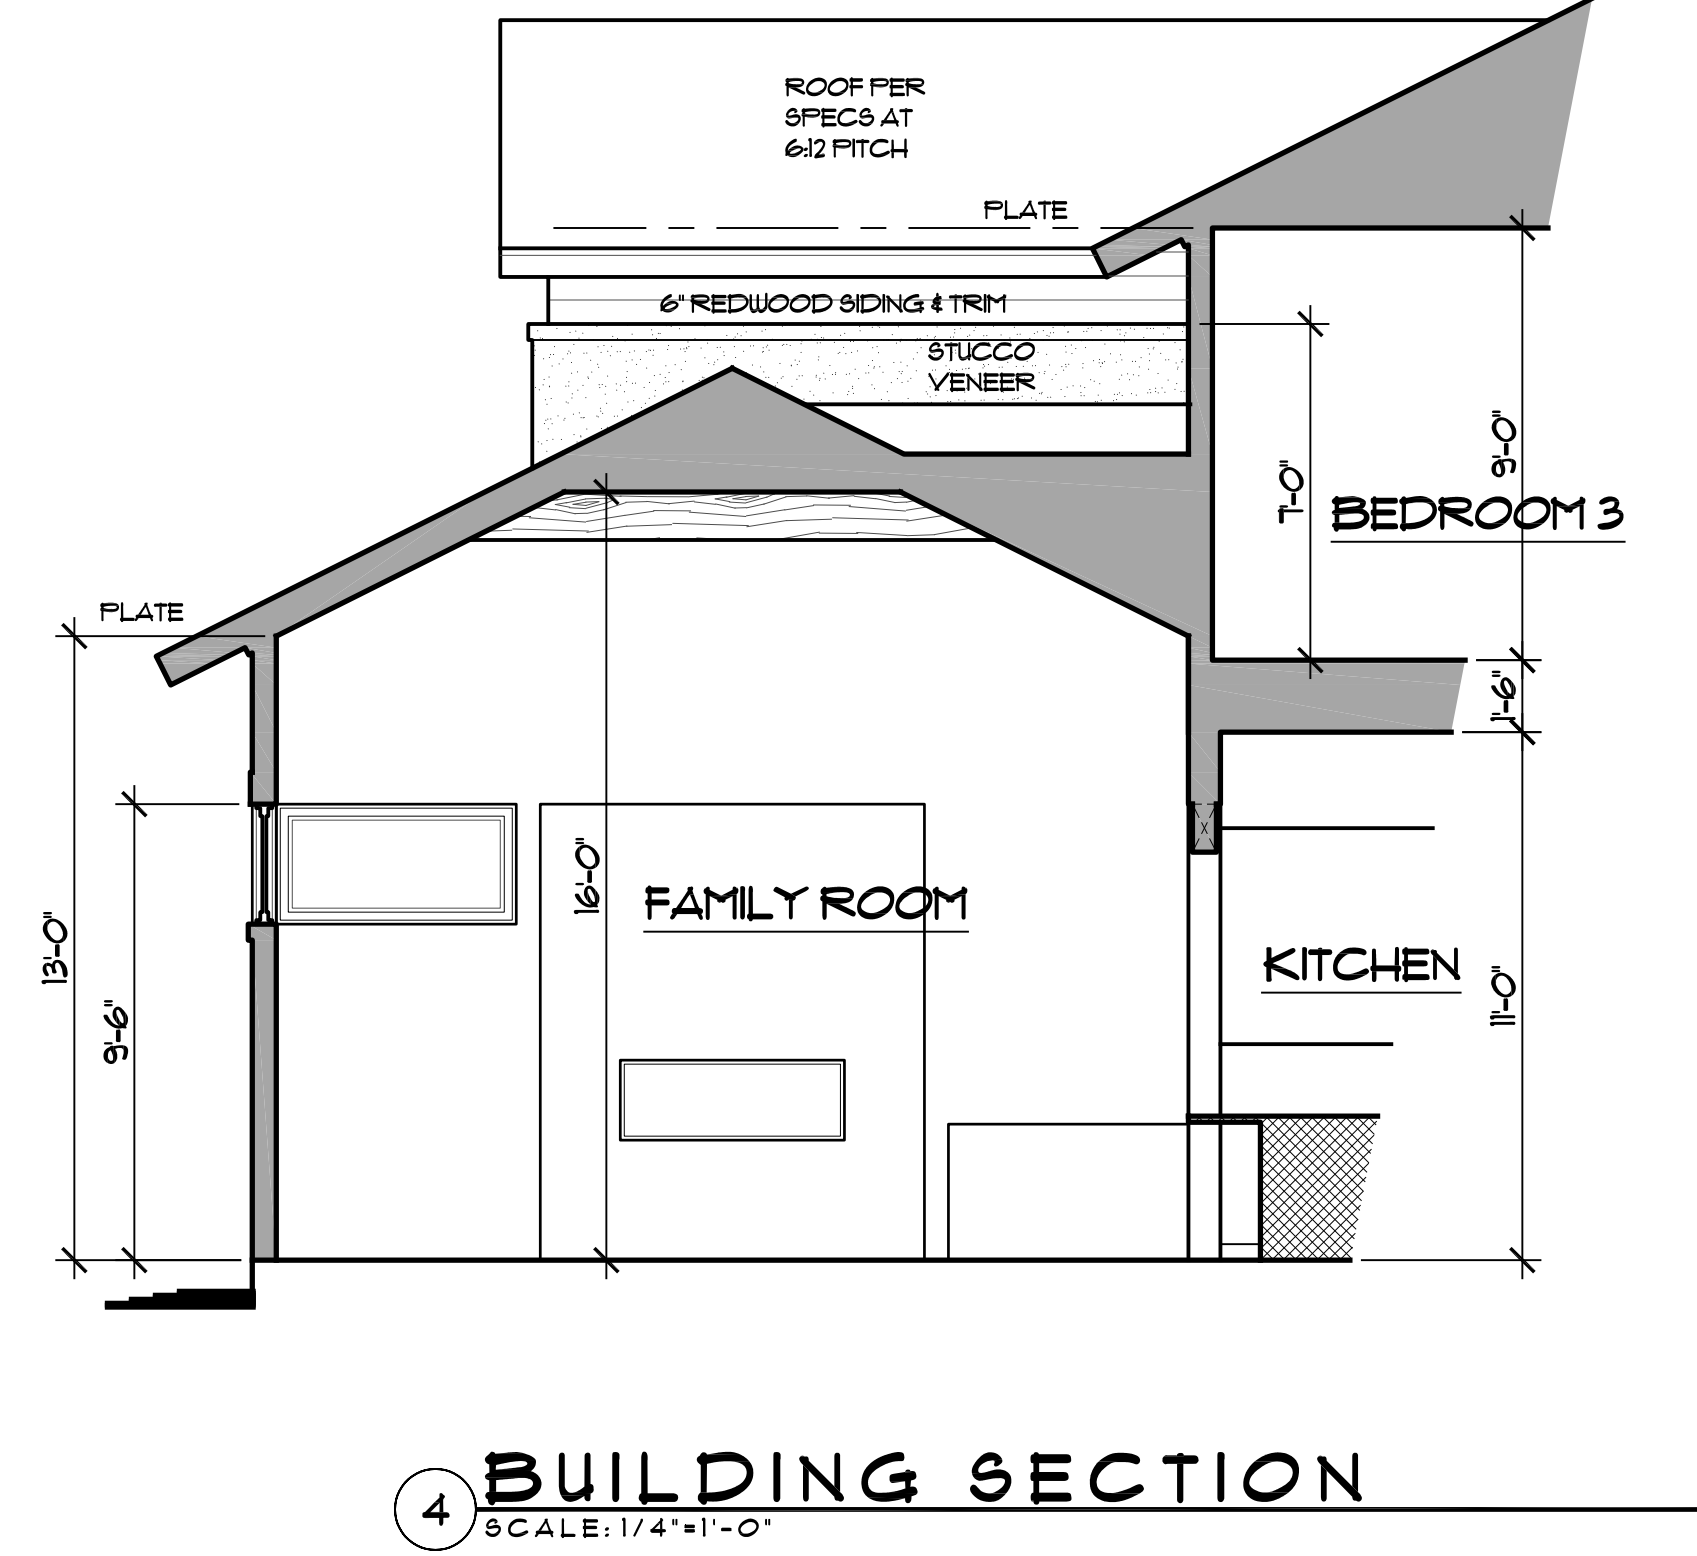 ROOF PER
SPECS AT
6:12 PITCH
PLATE
6" REDWOOD SIDING & TRIM
STUCCO
VENEER
9'-0"
7'-0"
BEDROOM 3
PLATE
1'-6"
16'-0"
FAMILY ROOM
13'-0"
9'-6"
KITCHEN
11'-0"
4
BUILDING SECTION
SCALE: 1/4"=1'-0"